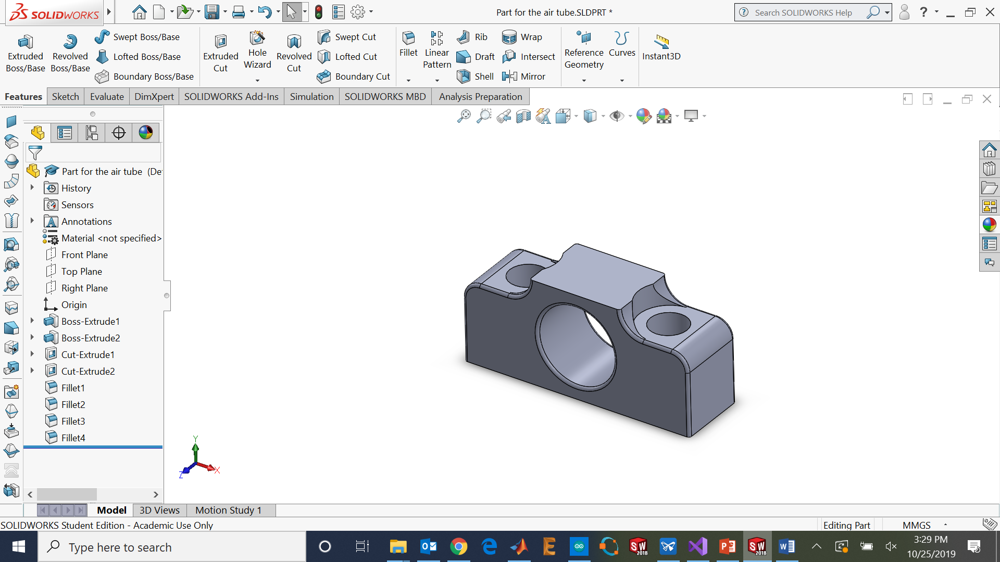 SOLIDWORKS
Part for the air tube.SLDPRT *
Search SOLIDWORKS Help
?
Extruded Boss/Base
Revolved Boss/Base
Swept Boss/Base
Lofted Boss/Base
Boundary Boss/Base
Extruded Cut
Hole Wizard
Revolved Cut
Swept Cut
Lofted Cut
Boundary Cut
Fillet
Linear Pattern
Rib
Draft
Shell
Wrap
Intersect
Mirror
Reference Geometry
Curves
Instant3D
Features
Sketch
Evaluate
DimXpert
SOLIDWORKS Add-Ins
Simulation
SOLIDWORKS MBD
Analysis Preparation
Part for the air tube (De
History
Sensors
Annotations
Material <not specified>
Front Plane
Top Plane
Right Plane
Origin
Boss-Extrude1
Boss-Extrude2
Cut-Extrude1
Cut-Extrude2
Fillet1
Fillet2
Fillet3
Fillet4
Y
X
Z
Model
3D Views
Motion Study 1
SOLIDWORKS Student Edition - Academic Use Only
Editing Part
MMGS
Type here to search
SW 2018
SW 2018
3:29 PM
10/25/2019